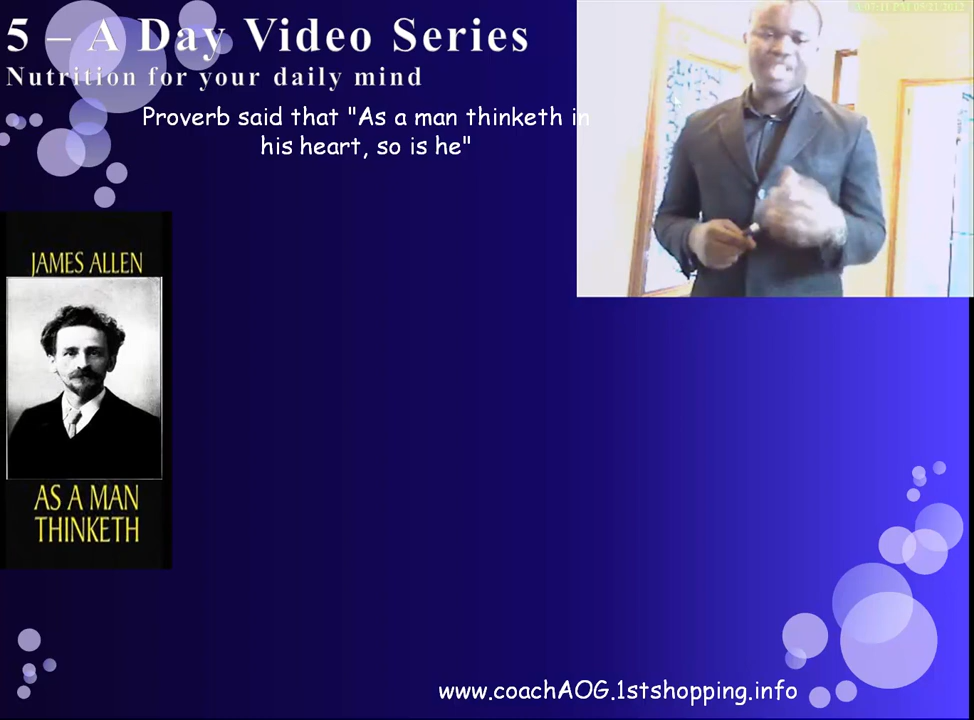 5 – A Day Video Series
Nutrition for your daily mind
Proverb said that "As a man thinketh in
his heart, so is he"
JAMES ALLEN
AS A MAN
THINKETH
www.coachAOG.1stshopping.info